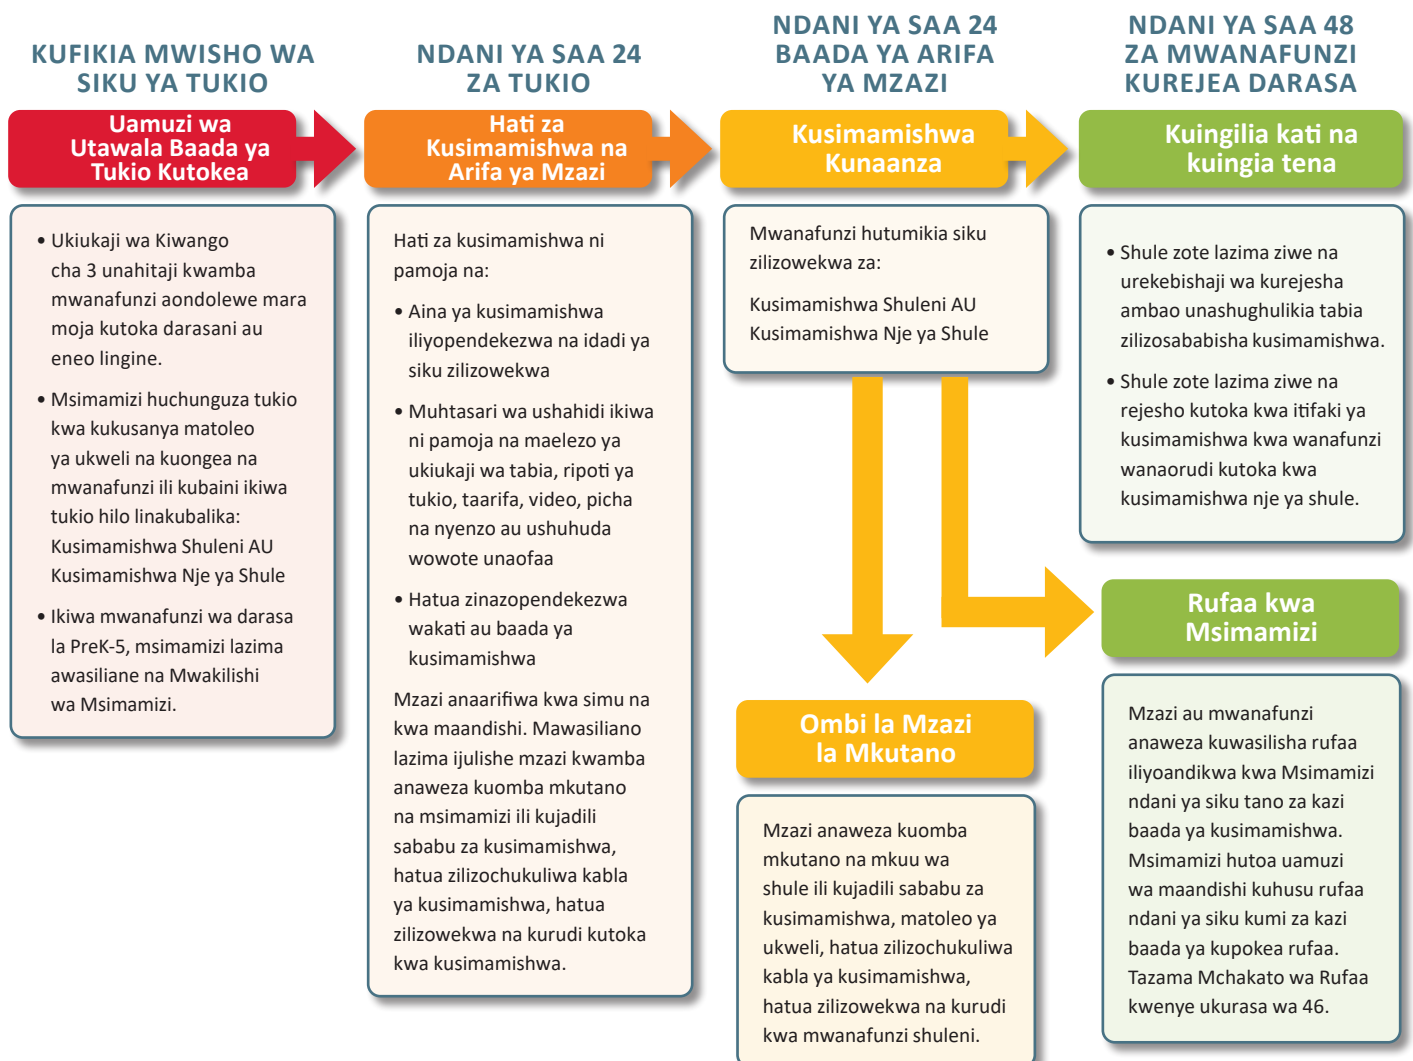 KUFIKIA MWISHO WA
SIKU YA TUKIO
Uamuzi wa
Utawala Baada ya
Tukio Kutokea
• Ukiukaji wa Kiwango
cha 3 unahitaji kwamba
mwanafunzi aondolewe mara
moja kutoka darasani au
eneo lingine.
• Msimamizi huchunguza tukio
kwa kukusanya matoleo
ya ukweli na kuongea na
mwanafunzi ili kubaini ikiwa
tukio hilo linakubalika:
Kusimamishwa Shuleni AU
Kusimamishwa Nje ya Shule
• Ikiwa mwanafunzi wa darasa
la PreK-5, msimamizi lazima
awasiliane na Mwakilishi
wa Msimamizi.
NDANI YA SAA 24
ZA TUKIO
Hati za
Kusimamishwa na
Arifa ya Mzazi
Hati za kusimamishwa ni
pamoja na:
• Aina ya kusimamishwa
iliyopendekezwa na idadi ya
siku zilizowekwa
• Muhtasari wa ushahidi ikiwa
ni pamoja na maelezo ya
ukiukaji wa tabia, ripoti ya
tukio, taarifa, video, picha
na nyenzo au ushuhuda
wowote unaofaa
• Hatua zinazopendekezwa
wakati au baada ya
kusimamishwa
Mzazi anaarifiwa kwa simu na
kwa maandishi. Mawasiliano
lazima ijulishe mzazi kwamba
anaweza kuomba mkutano
na msimamizi ili kujadili
sababu za kusimamishwa,
hatua zilizochukuliwa kabla
ya kusimamishwa, hatua
zilizowekwa na kurudi kutoka
kwa kusimamishwa.
NDANI YA SAA 24
BAADA YA ARIFA
YA MZAZI
Kusimamishwa
Kunaanza
Mwanafunzi hutumikia siku
zilizowekwa za:
Kusimamishwa Shuleni AU
Kusimamishwa Nje ya Shule
Ombi la Mzazi
la Mkutano
Mzazi anaweza kuomba
mkutano na mkuu wa
shule ili kujadili sababu za
kusimamishwa, matoleo ya
ukweli, hatua zilizochukuliwa
kabla ya kusimamishwa,
hatua zilizowekwa na kurudi
kwa mwanafunzi shuleni.
NDANI YA SAA 48
ZA MWANAFUNZI
KUREJEA DARASA
Kuingilia kati na
kuingia tena
• Shule zote lazima ziwe na
urekebishaji wa kurejesha
ambao unashughulikia tabia
zilizosababisha kusimamishwa.
• Shule zote lazima ziwe na
rejesho kutoka kwa itifaki ya
kusimamishwa kwa wanafunzi
wanaorudi kutoka kwa
kusimamishwa nje ya shule.
Rufaa kwa
Msimamizi
Mzazi au mwanafunzi
anaweza kuwasilisha rufaa
iliyoandikwa kwa Msimamizi
ndani ya siku tano za kazi
baada ya kusimamishwa.
Msimamizi hutoa uamuzi
wa maandishi kuhusu rufaa
ndani ya siku kumi za kazi
baada ya kupokea rufaa.
Tazama Mchakato wa Rufaa
kwenye ukurasa wa 46.